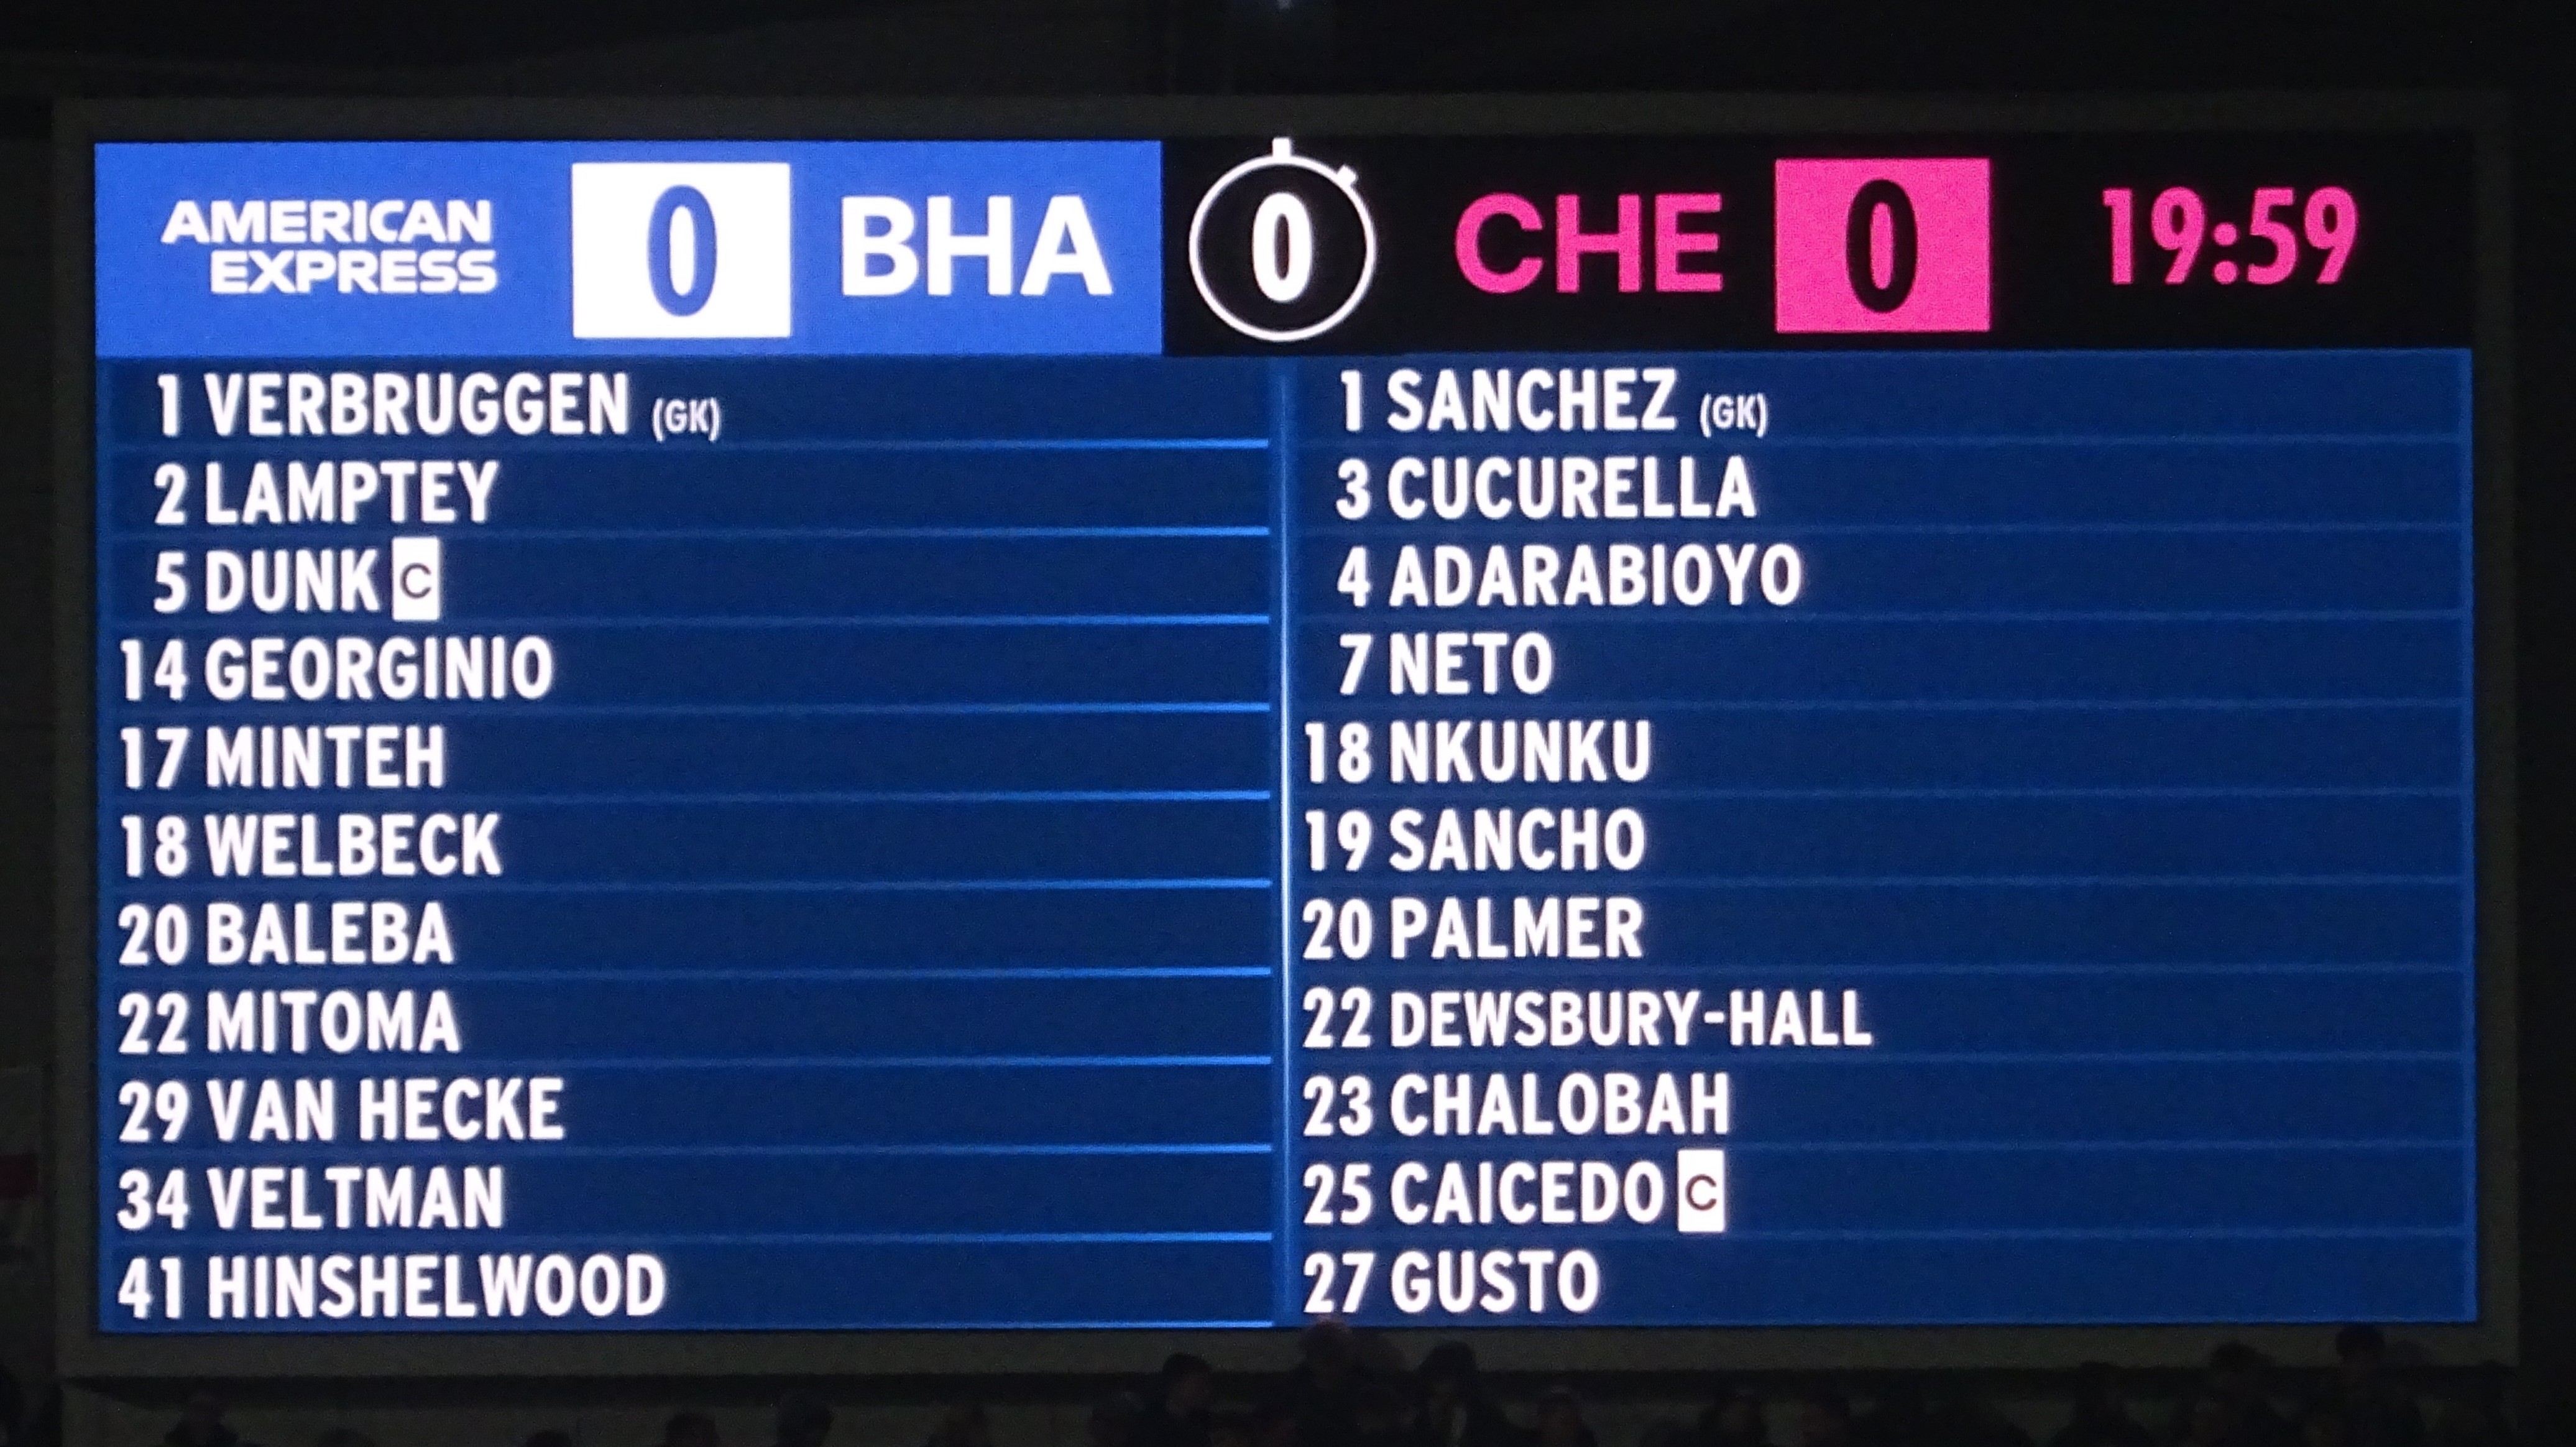 AMERICAN
EXPRESS
0 BHA 0 CHE 0 19:59
1 VERBRUGGEN (GK)
2 LAMPTEY
5 DUNK C
14 GEORGINIO
17 MINTEH
18 WELBECK
20 BALEBA
22 MITOMA
29 VAN HECKE
34 VELTMAN
41 HINSHELWOOD
1 SANCHEZ (GK)
3 CUCURELLA
4 ADARABIOYO
7 NETO
18 NKUNKU
19 SANCHO
20 PALMER
22 DEWSBURY-HALL
23 CHALOBAH
25 CAICEDO C
27 GUSTO